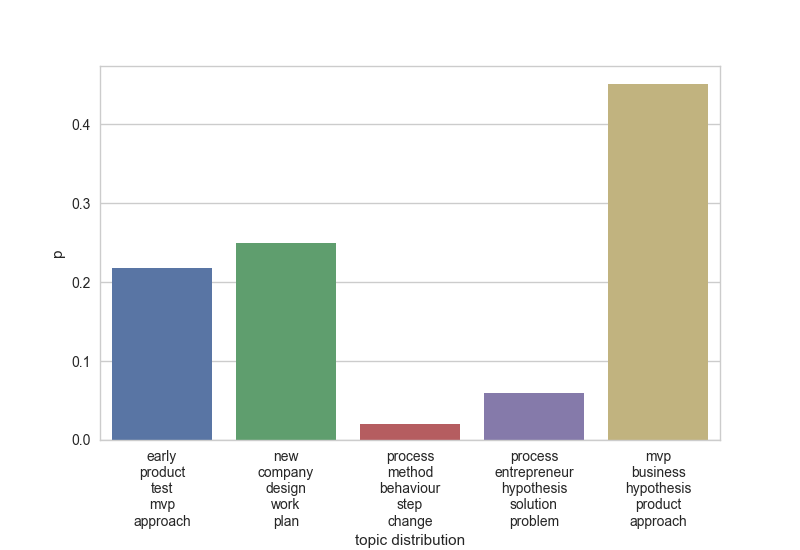 0.4
0.3
p
0.2
0.1
0.0
early new process process mvp
product company method entrepreneur business
test design behaviour hypothesis hypothesis
mvp work step solution product
approach plan change problem approach
topic distribution